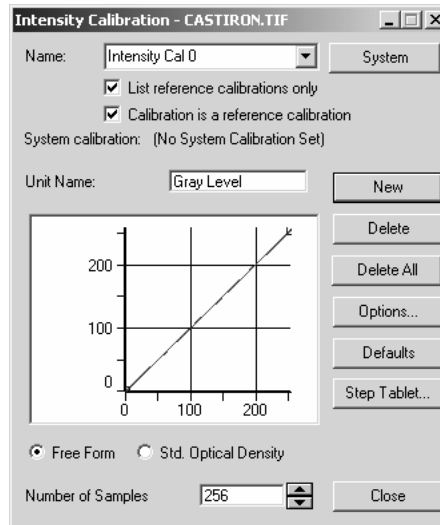 Intensity Calibration - CASTIRON.TIF
Name: Intensity Cal 0 System
List reference calibrations only
Calibration is a reference calibration
System calibration: (No System Calibration Set)
Unit Name: Gray Level New
Delete
Delete All
Options...
Defaults
Step Tablet...
200
100
0
0 100 200
Free Form Std. Optical Density
Number of Samples 256 Close